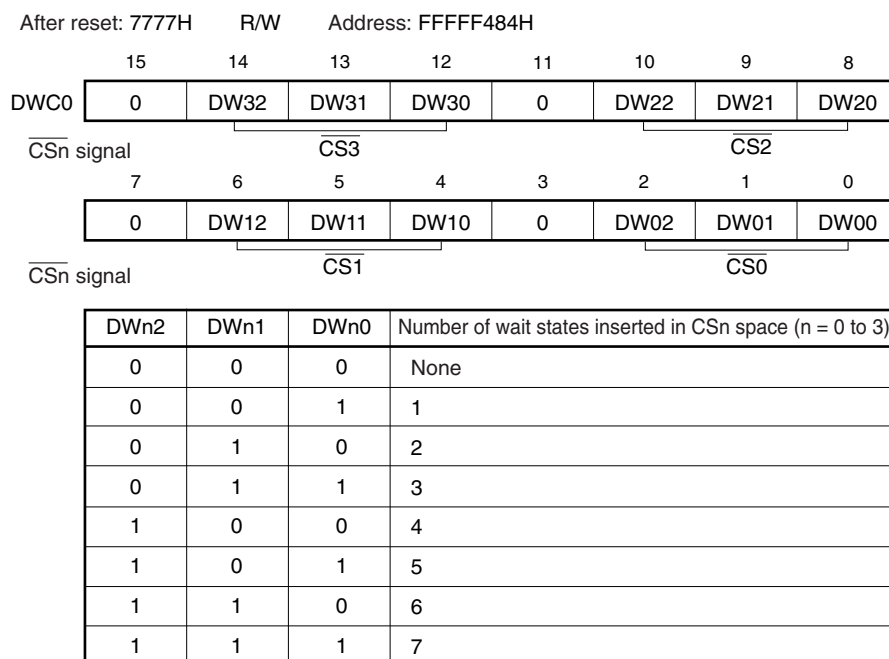 After reset: 7777H R/W Address: FFFFF484H
15 14 13 12 11 10 9 8
DWC0 0 DW32 DW31 DW30 0 DW22 DW21 DW20
CSn signal CS3 CS2
7 6 5 4 3 2 1 0
0 DW12 DW11 DW10 0 DW02 DW01 DW00
CSn signal CS1 CS0
DWn2 DWn1 DWn0 Number of wait states inserted in CSn space (n = 0 to 3)
0 0 0 None
0 0 1 1
0 1 0 2
0 1 1 3
1 0 0 4
1 0 1 5
1 1 0 6
1 1 1 7